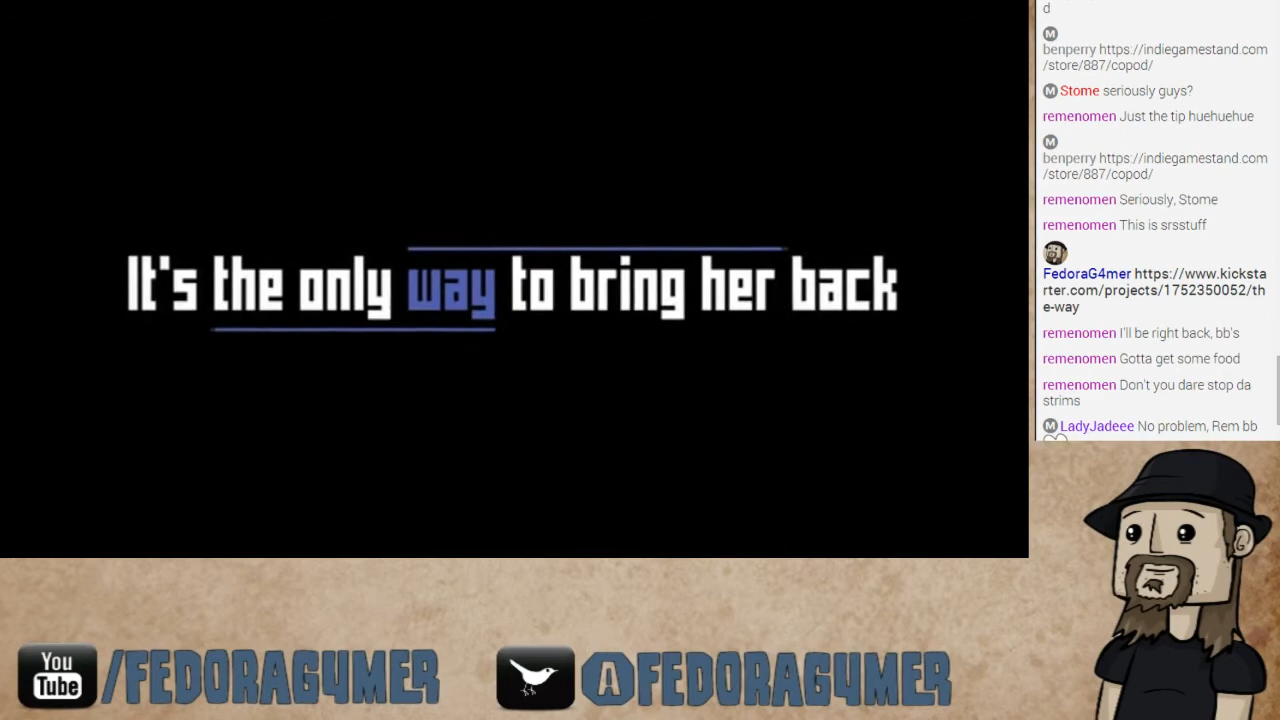 It's the only way to bring her back
d
M
benperry https://indiegamestand.com
/store/887/copod/
M Stome seriously guys?
remenomen Just the tip huehuehue
M
benperry https://indiegamestand.com
/store/887/copod/
remenomen Seriously, Stome
remenomen This is srsstuff
FedoraG4mer https://www.kicksta
rter.com/projects/1752350052/th
e-way
remenomen I'll be right back, bb's
remenomen Gotta get some food
remenomen Don't you dare stop da
strims
M LadyJadeee No problem, Rem bb
You
Tube /FEDORAG4MER
@FEDORAG4MER